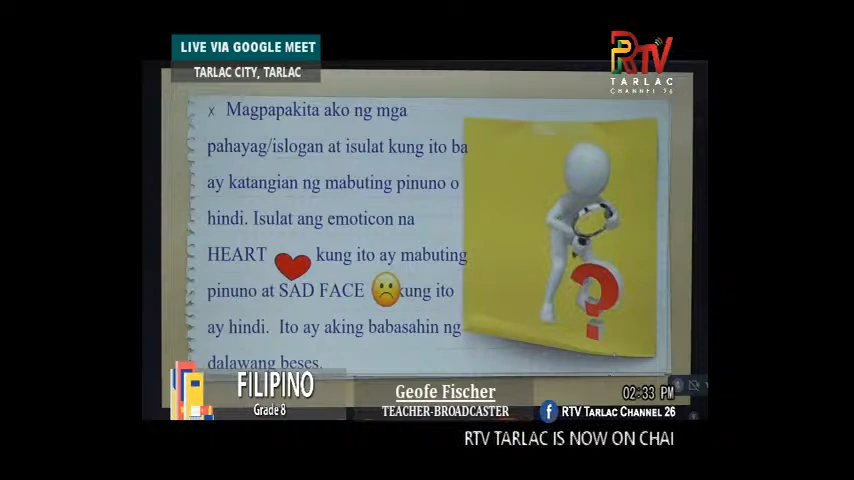 LIVE VIA GOOGLE MEET
TARLAC CITY, TARLAC
RTV
TARLAC
CHANNEL 26
x Magpapakita ako ng mga
pahayag/islogan at isulat kung ito ba
ay katangian ng mabuting pinuno o
hindi. Isulat ang emoticon na
HEART kung ito ay mabuting
pinuno at SAD FACE kung ito
ay hindi. Ito ay aking babasahin ng
dalawang beses.
?
FILIPINO
Grade 8
Geofe Fischer
TEACHER-BROADCASTER
02:33 PM
f RTV TARLAC CHANNEL 26
RTV TARLAC IS NOW ON CHAI